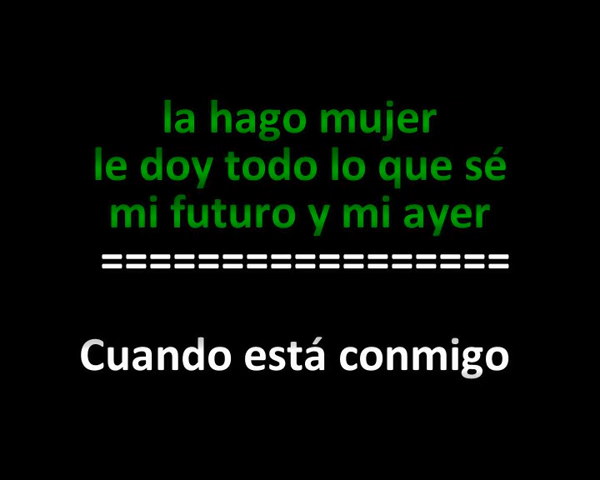 la hago mujer
le doy todo lo que sé
mi futuro y mi ayer
=================
Cuando está conmigo